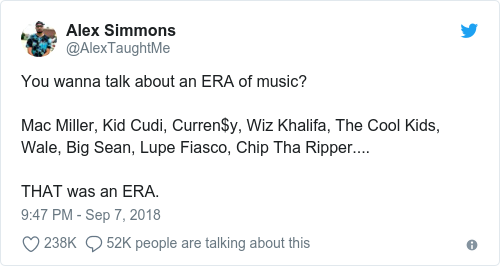 Alex Simmons
@AlexTaughtMe
You wanna talk about an ERA of music?
Mac Miller, Kid Cudi, Curren$y, Wiz Khalifa, The Cool Kids,
Wale, Big Sean, Lupe Fiasco, Chip Tha Ripper....
THAT was an ERA.
9:47 PM - Sep 7, 2018
238K 52K people are talking about this